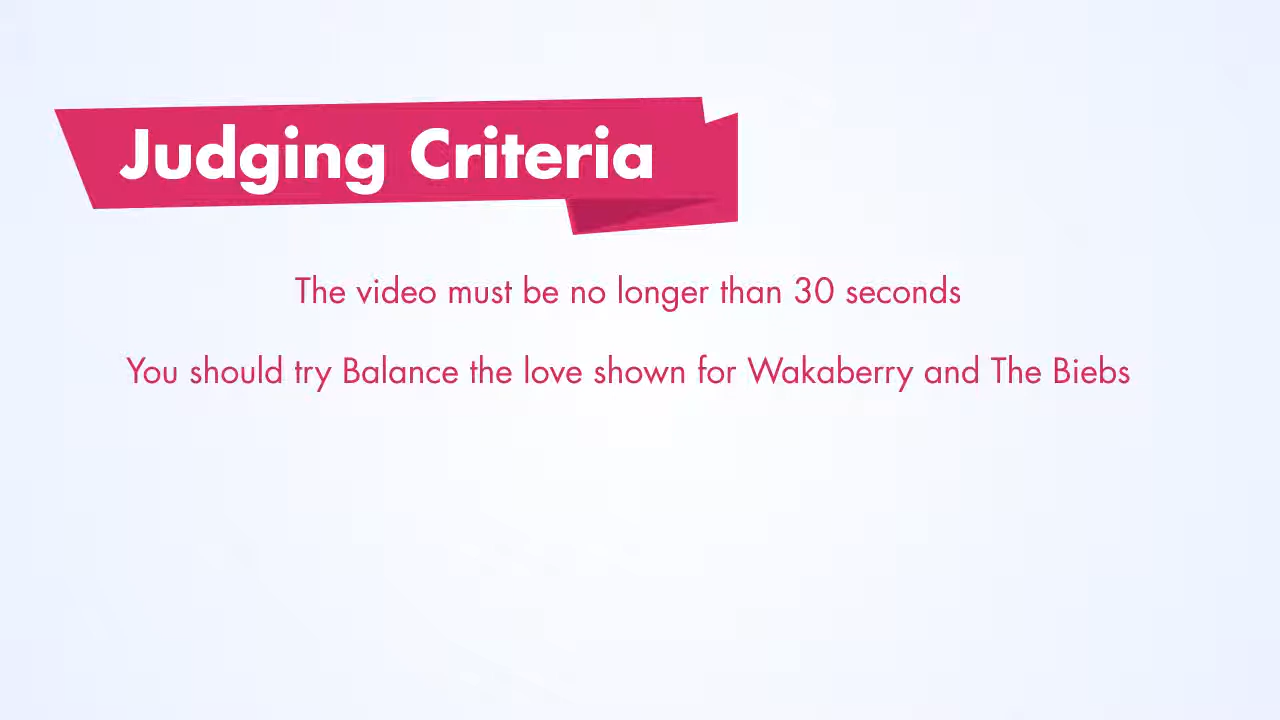 Judging Criteria
The video must be no longer than 30 seconds
You should try Balance the love shown for Wakaberry and The Biebs